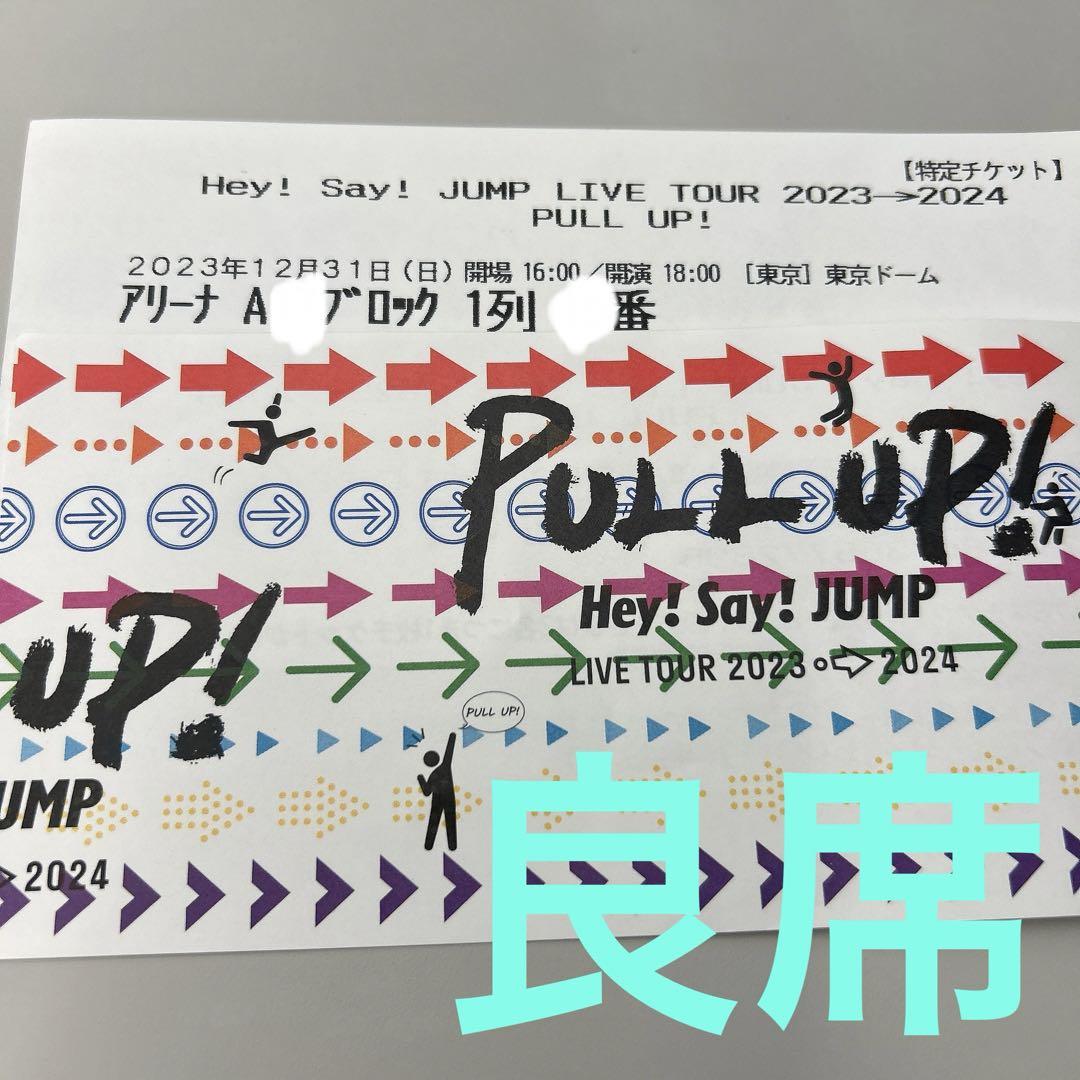 【特定チケット】
Hey! Say! JUMP LIVE TOUR 2023→2024
PULL UP!
2023年12月31日(日) 開場 16:00/開演 18:00 [東京] 東京ドーム
アリーナ A ブロック 1列 番
PULL UP!
Hey! Say! JUMP
LIVE TOUR 2023⇨2024
UP!
PULL UP!
JUMP
2024
良席